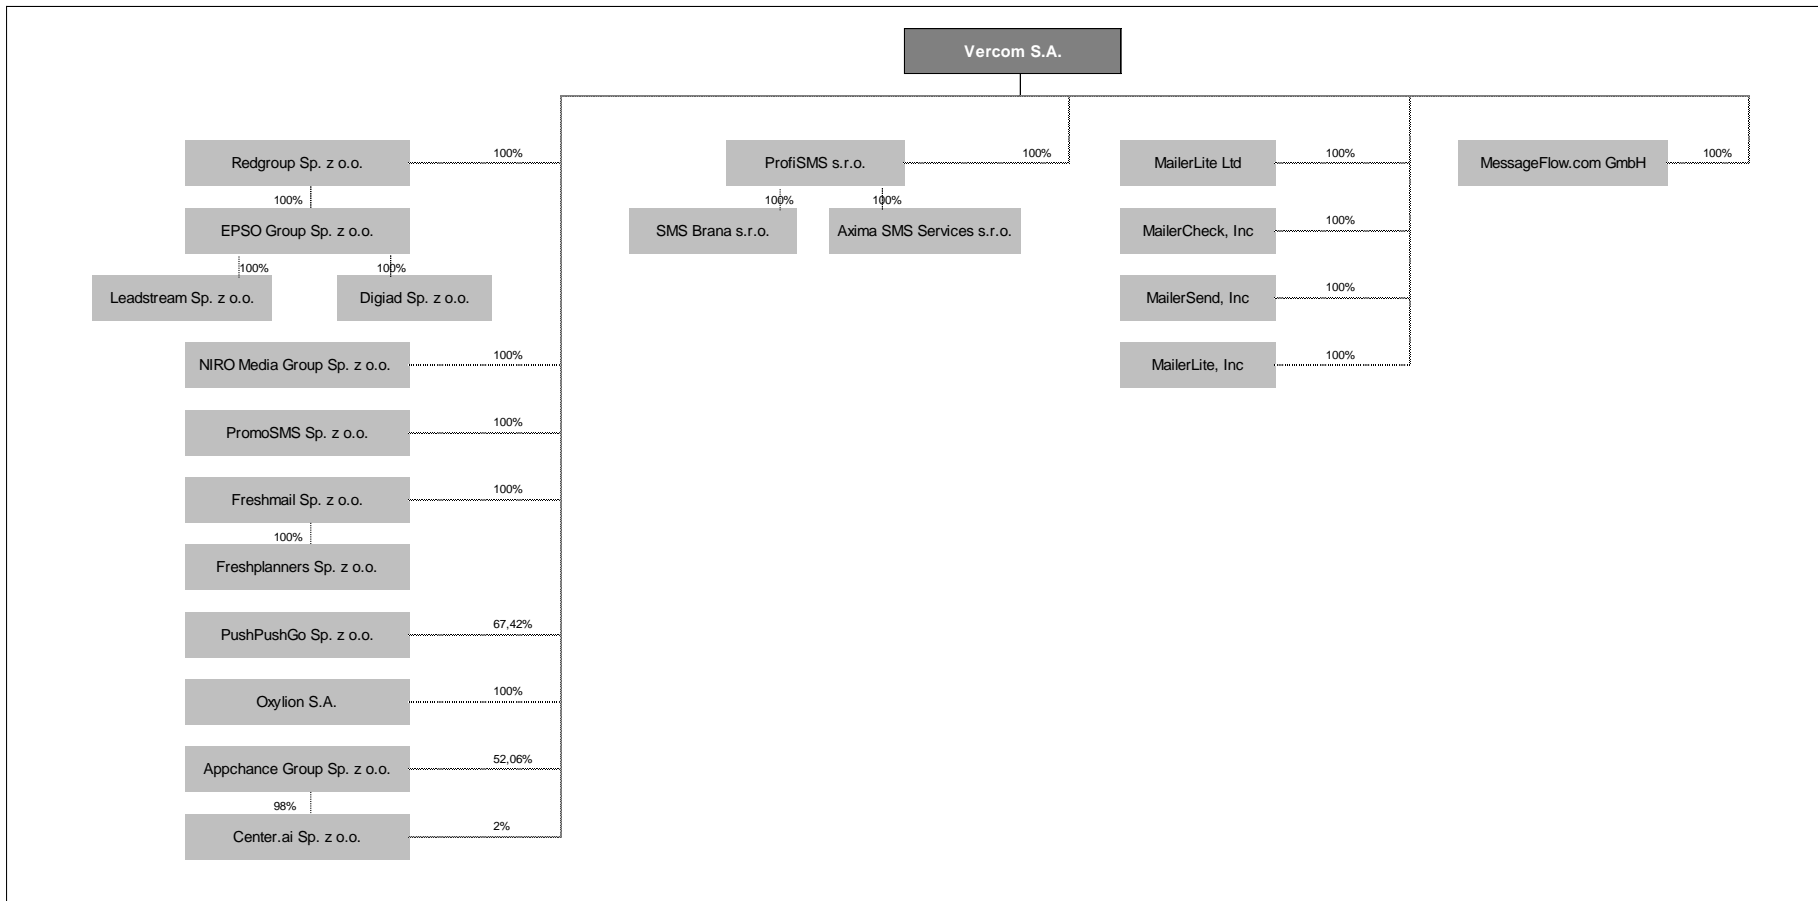 Vercom S.A.
Redgroup Sp. z o.o.
100%
ProfiSMS s.r.o.
100%
MailerLite Ltd
100%
MessageFlow.com GmbH
100%
100%
100%
100%
EPSO Group Sp. z o.o.
SMS Brana s.r.o.
Axima SMS Services s.r.o.
MailerCheck, Inc
100%
100%
100%
Leadstream Sp. z o.o.
Digiad Sp. z o.o.
MailerSend, Inc
100%
NIRO Media Group Sp. z o.o.
100%
MailerLite, Inc
100%
PromoSMS Sp. z o.o.
100%
Freshmail Sp. z o.o.
100%
100%
Freshplanners Sp. z o.o.
PushPushGo Sp. z o.o.
67,42%
Oxylion S.A.
100%
Appchance Group Sp. z o.o.
52,06%
98%
Center.ai Sp. z o.o.
2%